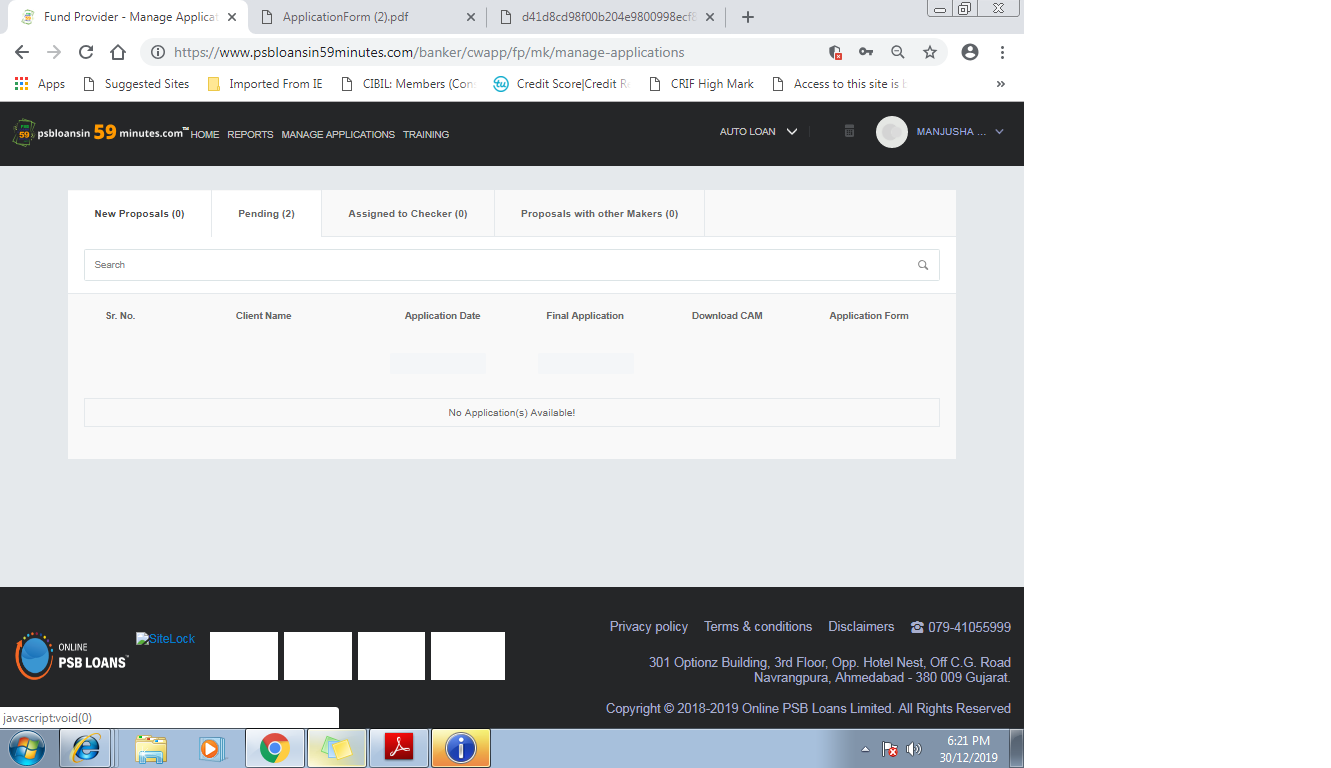 Fund Provider - Manage Applicat
ApplicationForm (2).pdf
d41d8cd98f00b204e9800998ecf8
https://www.psbloansin59minutes.com/banker/cwapp/fp/mk/manage-applications
Apps
Suggested Sites
Imported From IE
CIBIL: Members (Con
Credit Score|Credit Re
CRIF High Mark
Access to this site is b
»
psbloansin 59 minutes.com™
HOME
REPORTS
MANAGE APPLICATIONS
TRAINING
AUTO LOAN
MANJUSHA ...
New Proposals (0)
Pending (2)
Assigned to Checker (0)
Proposals with other Makers (0)
Search
Sr. No.
Client Name
Application Date
Final Application
Download CAM
Application Form
No Application(s) Available!
ONLINE
PSB LOANS™
SiteLock
Privacy policy
Terms & conditions
Disclaimers
079-41055999
301 Optionz Building, 3rd Floor, Opp. Hotel Nest, Off C.G. Road
Navrangpura, Ahmedabad - 380 009 Gujarat.
Copyright © 2018-2019 Online PSB Loans Limited. All Rights Reserved
javascript:void(0)
6:21 PM
30/12/2019